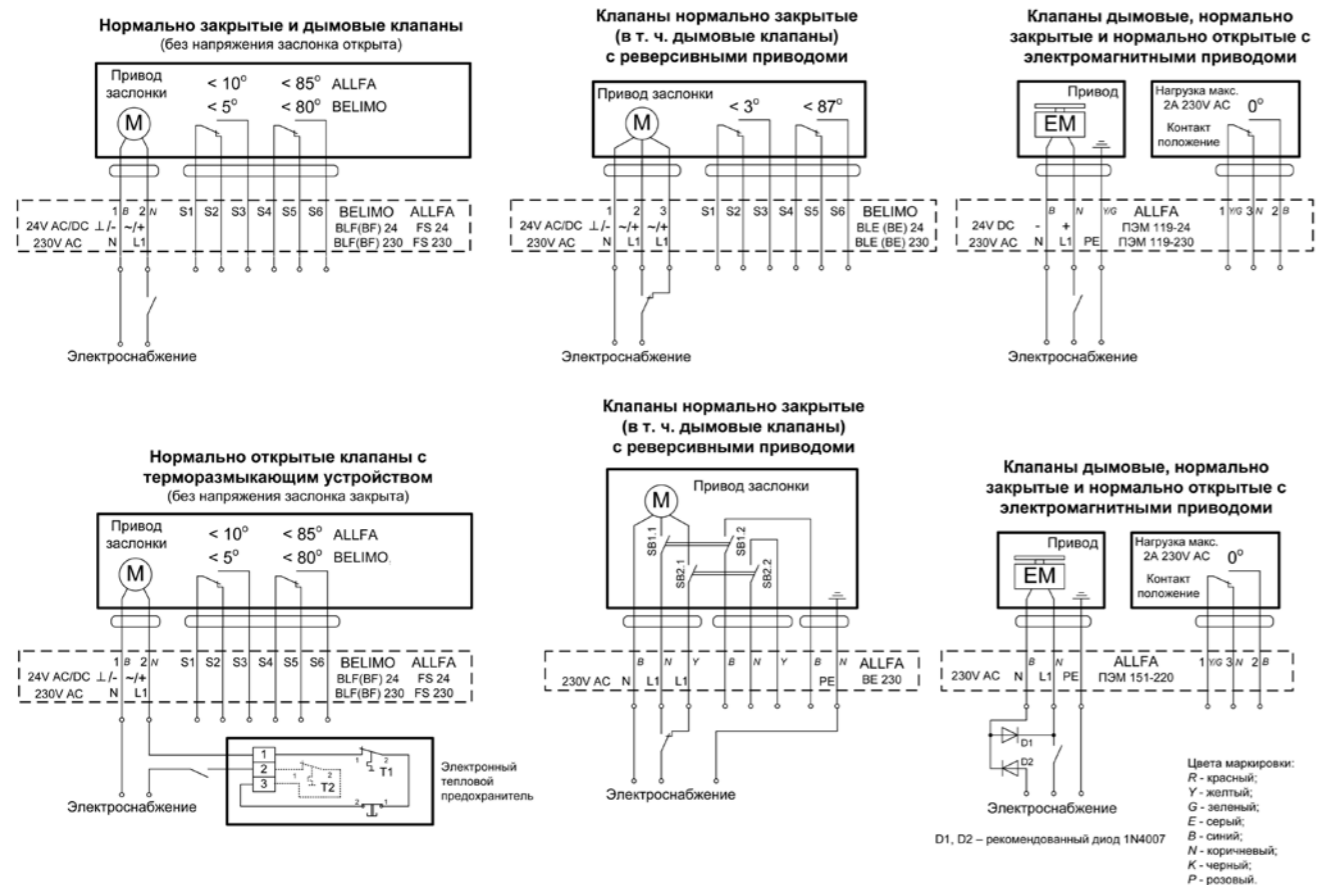 Нормально закрытые и дымовые клапаны
(без напряжения заслонка открыта)
Привод
заслонки
< 10° < 85° ALLFA
< 5° < 80° BELIMO
M
1 B 2 N S1 S2 S3 S4 S5 S6 BELIMO ALLFA
24V AC/DC ⊥/- ~/+ BLF(BF) 24 FS 24
230V AC N L1 BLF(BF) 230 FS 230
Электроснабжение
Клапаны нормально закрытые
(в т. ч. дымовые клапаны)
с реверсивными приводоми
Привод заслонки
< 3° < 87°
M
1 2 3 S1 S2 S3 S4 S5 S6 BELIMO
24V AC/DC ⊥/- ~/+ ~/+ BLE (BE) 24
230V AC N L1 L1 BLE (BE) 230
Электроснабжение
Клапаны дымовые, нормально
закрытые и нормально открытые с
электромагнитными приводоми
Привод
EM
Нагрузка макс.
2A 230V AC 0°
Контакт
положение
B N Y/G ALLFA 1 Y/G 3 N 2 B
24V DC - + ПЭМ 119-24
230V AC N L1 PE ПЭМ 119-230
Электроснабжение
Нормально открытые клапаны с
терморазмыкающим устройством
(без напряжения заслонка закрыта)
Привод
заслонки
< 10° < 85° ALLFA
< 5° < 80° BELIMO.
M
1 B 2 N S1 S2 S3 S4 S5 S6 BELIMO ALLFA
24V AC/DC ⊥/- ~/+ BLF(BF) 24 FS 24
230V AC N L1 BLF(BF) 230 FS 230
1
2
3
1 2 T1
1 2 T2
2 1
Электронный
тепловой
предохранитель
Электроснабжение
Клапаны нормально закрытые
(в т. ч. дымовые клапаны)
с реверсивными приводоми
Привод заслонки
M
SB1.1 SB1.2
SB2.1 SB2.2
B N Y B N Y B N ALLFA
230V AC N L1 L1 PE BE 230
Электроснабжение
Клапаны дымовые, нормально
закрытые и нормально открытые с
электромагнитными приводоми
Привод
EM
Нагрузка макс.
2A 230V AC 0°
Контакт
положение
B N ALLFA 1 Y/G 3 N 2 B
230V AC N L1 PE ПЭМ 151-220
D1
D2
Электроснабжение
D1, D2 – рекомендованный диод 1N4007
Цвета маркировки:
R - красный;
Y - желтый;
G - зеленый;
E - серый;
B - синий;
N - коричневый;
K - черный;
P - розовый.